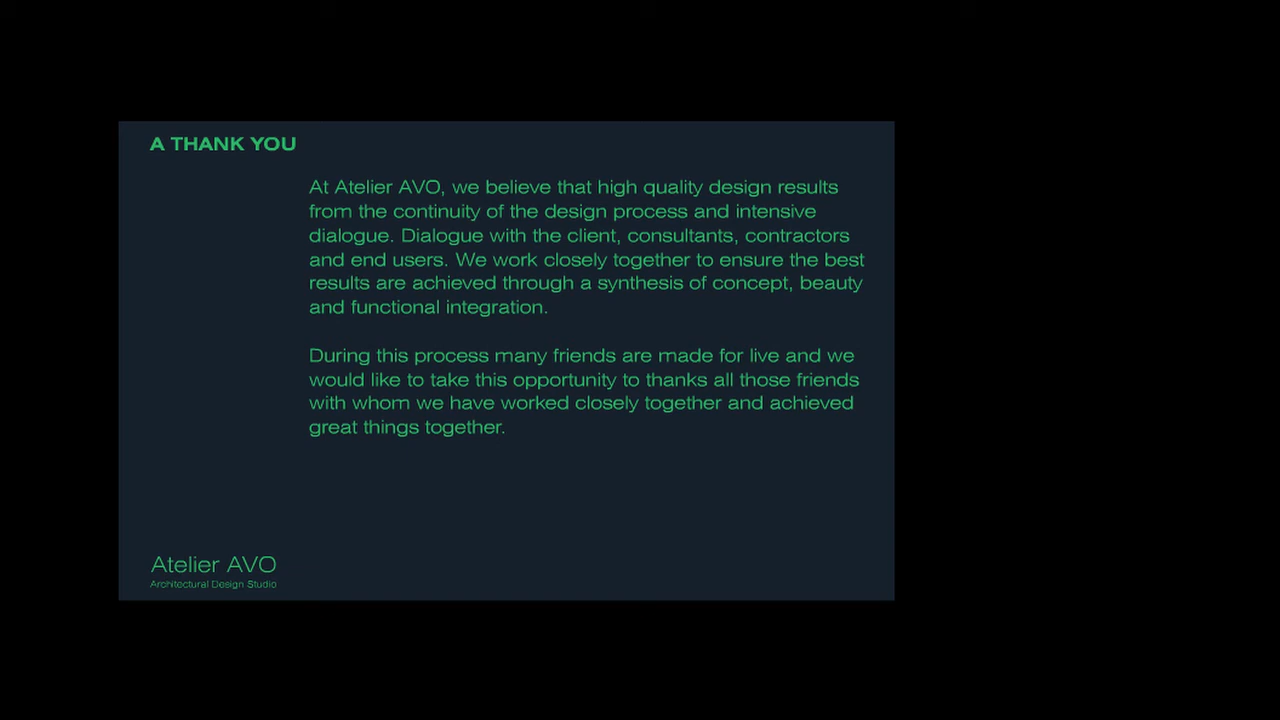 A THANK YOU
At Atelier AVO, we believe that high quality design results
from the continuity of the design process and intensive
dialogue. Dialogue with the client, consultants, contractors
and end users. We work closely together to ensure the best
results are achieved through a synthesis of concept, beauty
and functional integration.
During this process many friends are made for live and we
would like to take this opportunity to thanks all those friends
with whom we have worked closely together and achieved
great things together.
Atelier AVO
Architectural Design Studio